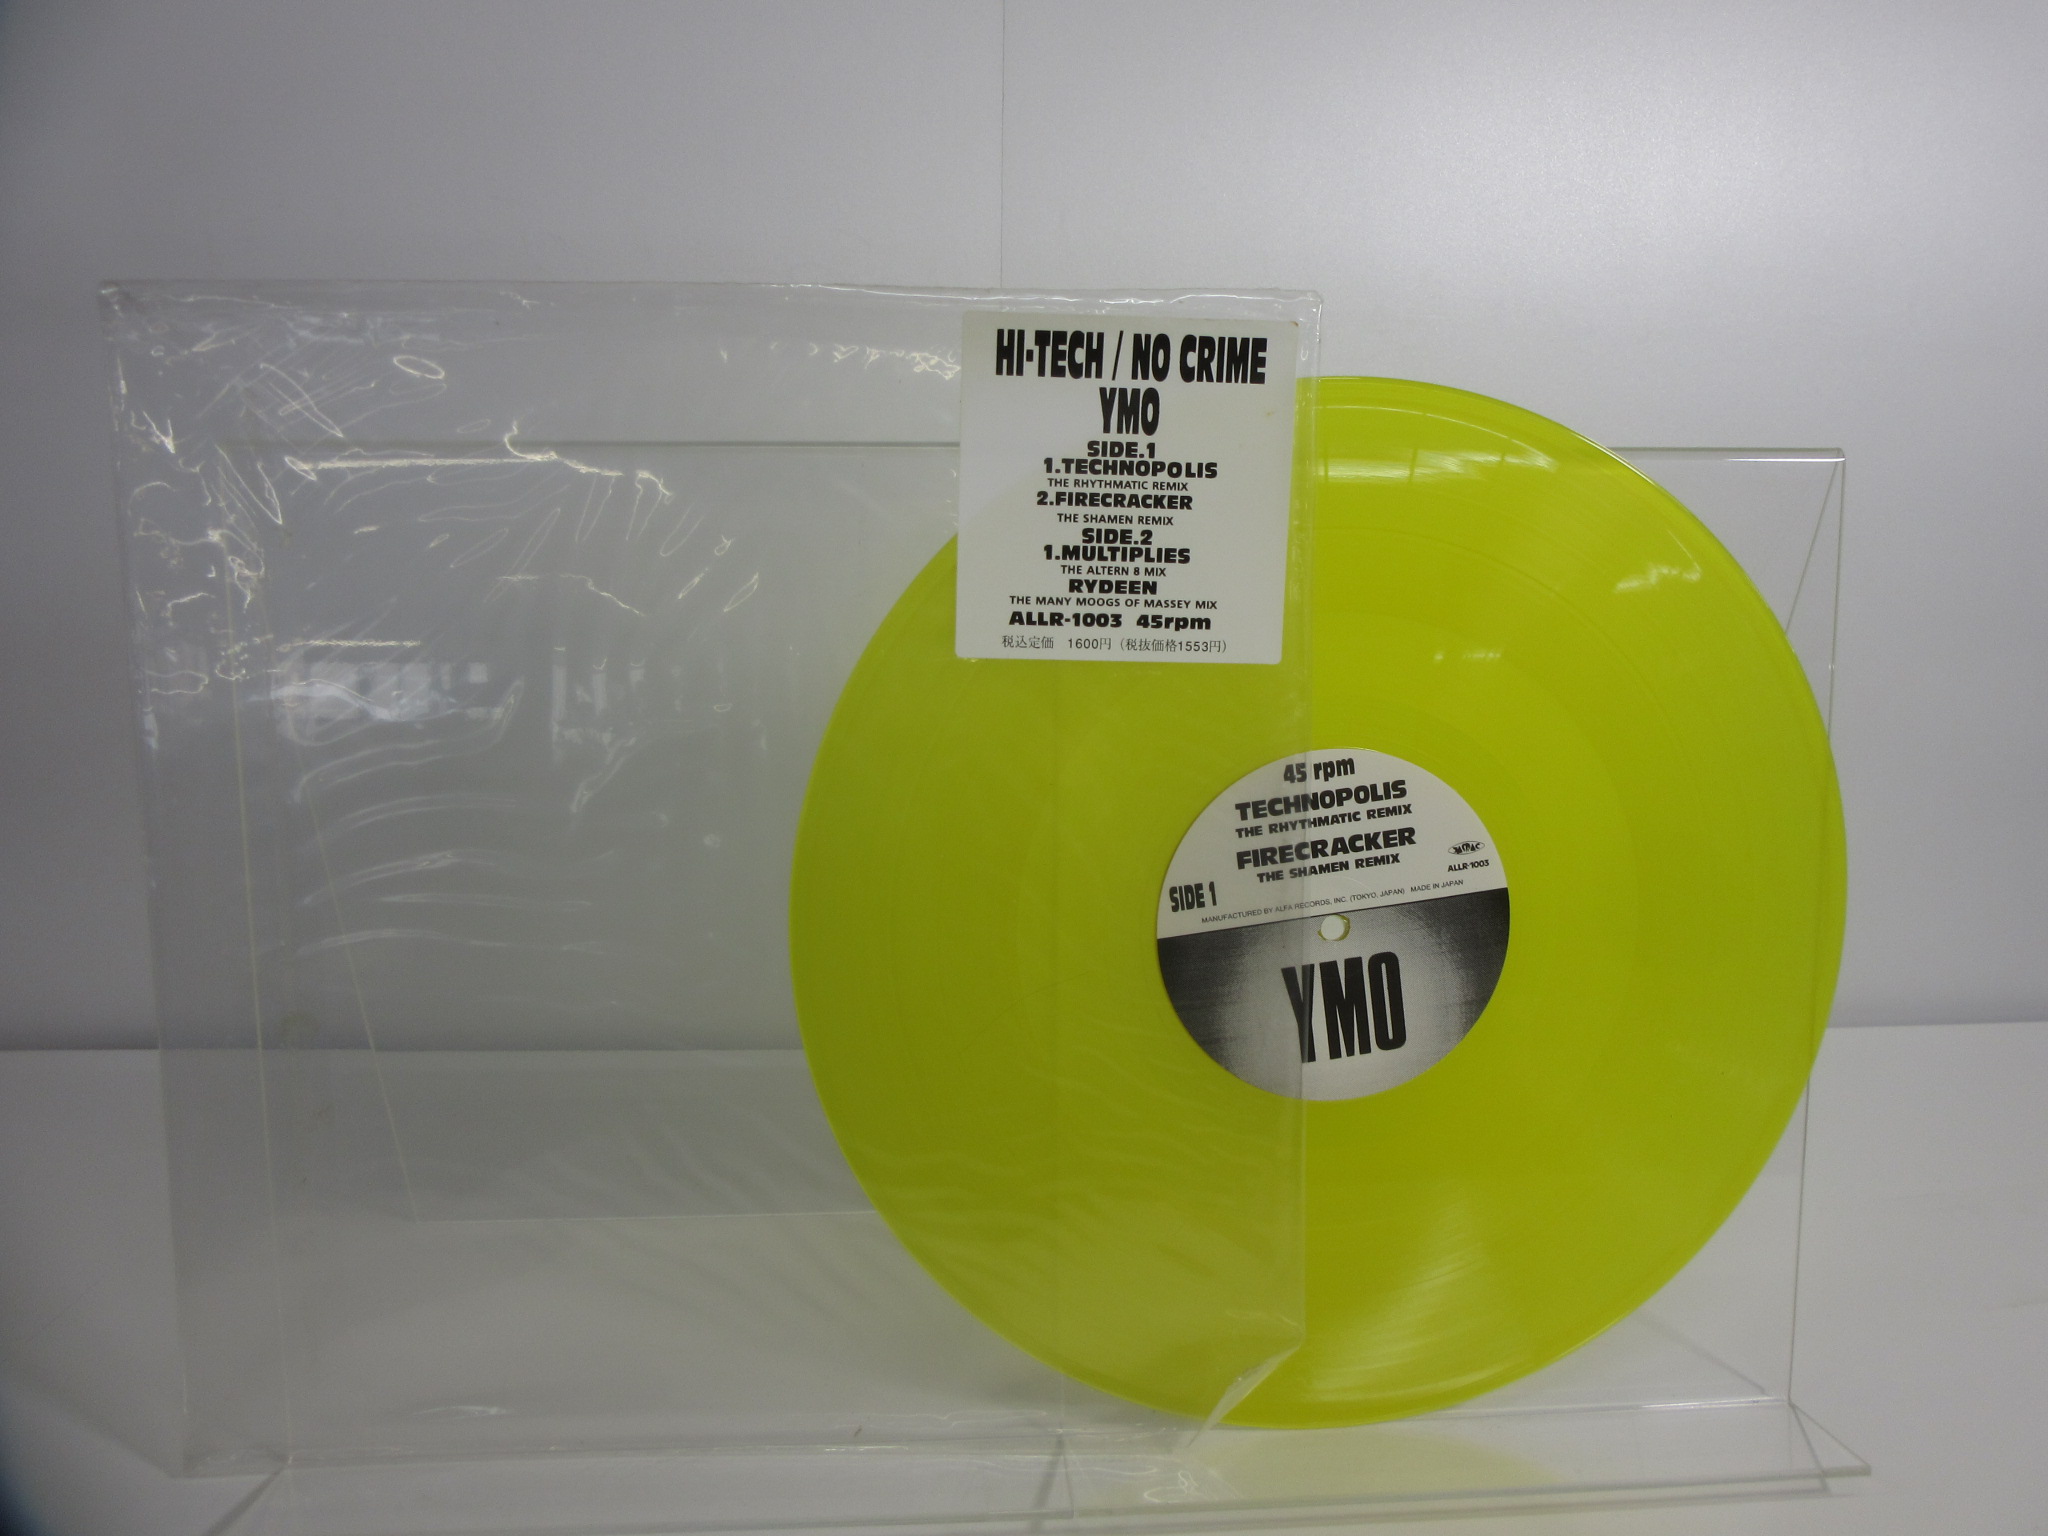 HI-TECH / NO CRIME
YMO
SIDE.1
1.TECHNOPOLIS
THE RHYTHMATIC REMIX
2.FIRECRACKER
THE SHAMEN REMIX
SIDE.2
1.MULTIPLIES
THE ALTERN 8 MIX
RYDEEN
THE MANY MOOGS OF MASSEY MIX
ALLR-1003 45rpm
税込定価 1600円 (税抜価格1553円)
45 rpm
TECHNOPOLIS
THE RHYTHMATIC REMIX
FIRECRACKER
THE SHAMEN REMIX
ALLR-1003
SIDE 1
MANUFACTURED BY ALFA RECORDS, INC. (TOKYO, JAPAN) MADE IN JAPAN
YMO